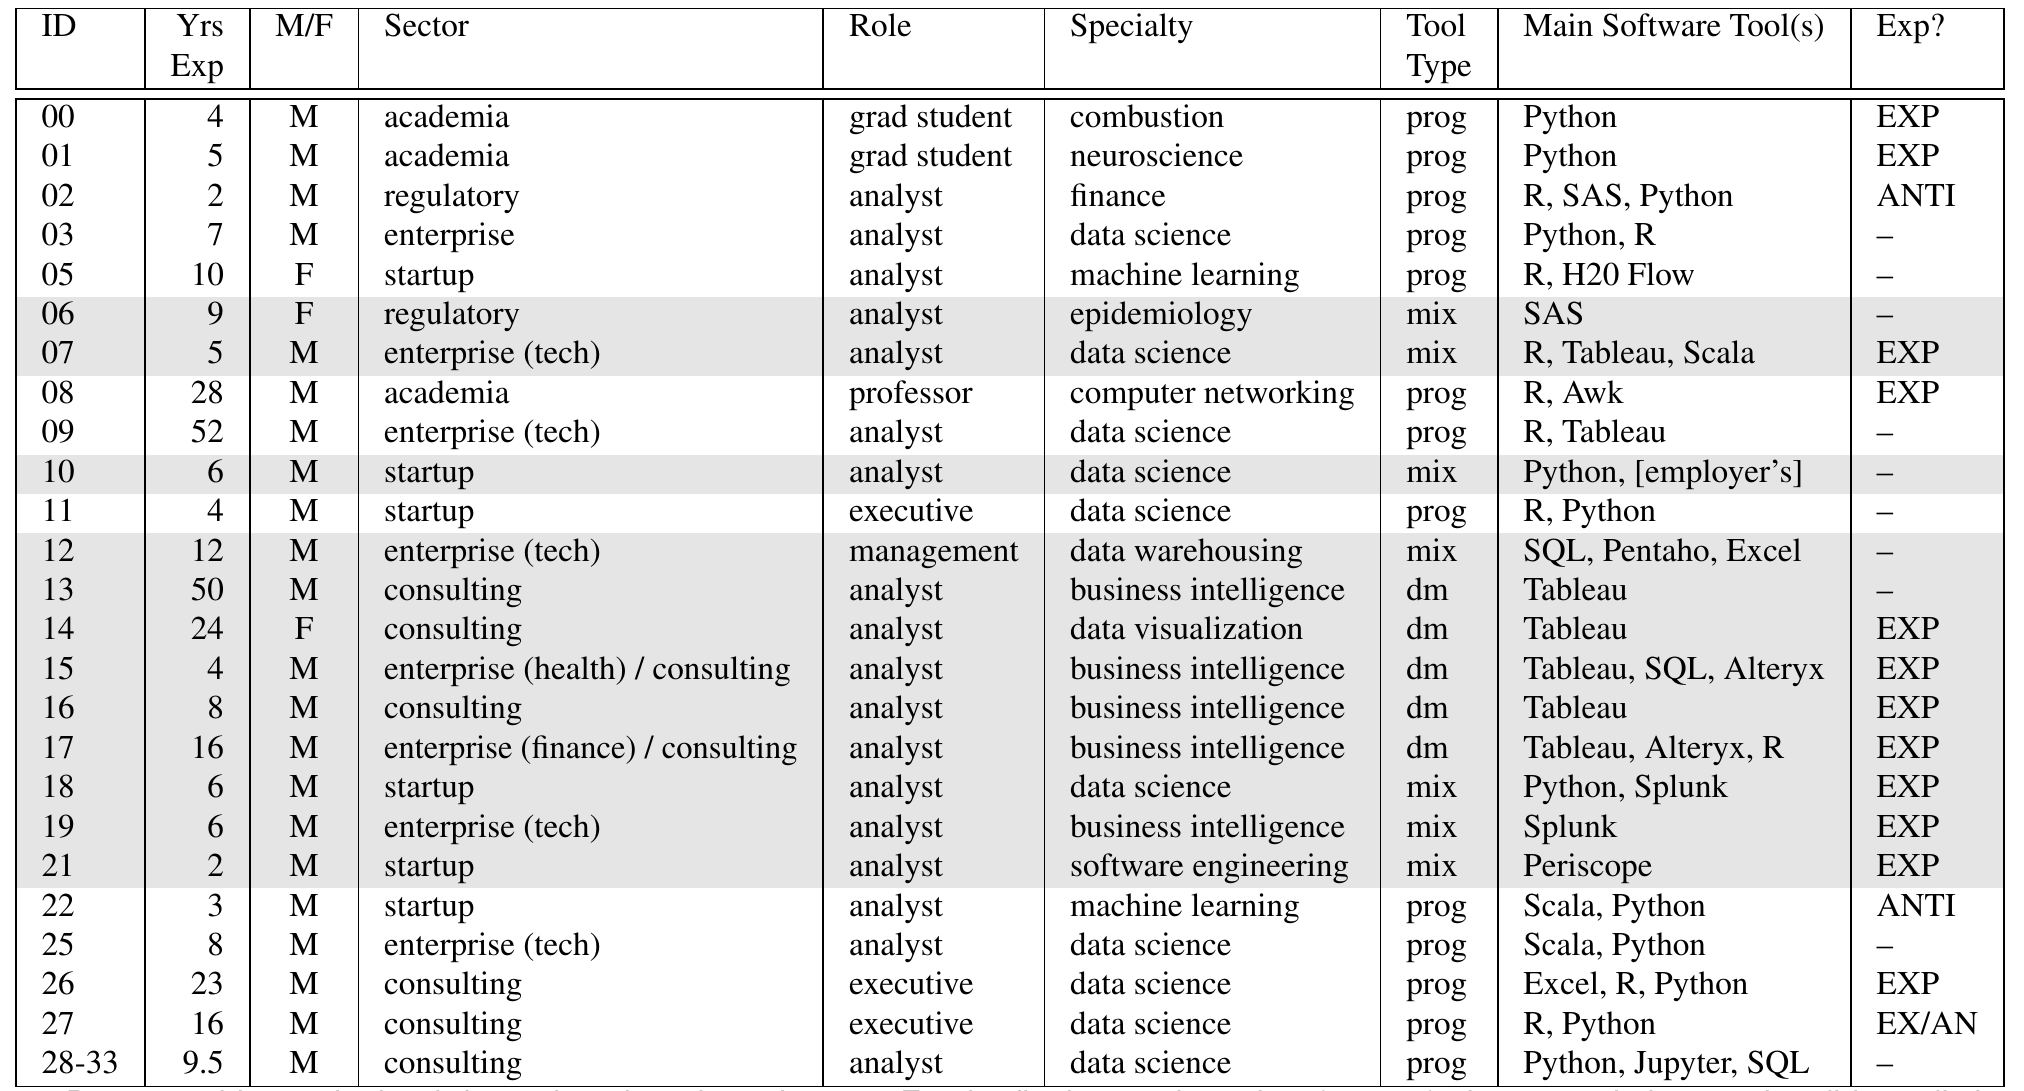 ID Yrs M/F Sector Role Specialty Tool Main Software Tool(s) Exp?
Exp Type
00 4 M academia grad student combustion prog Python EXP
01 5 M academia grad student neuroscience prog Python EXP
02 2 M regulatory analyst finance prog R, SAS, Python ANTI
03 7 M enterprise analyst data science prog Python, R –
05 10 F startup analyst machine learning prog R, H20 Flow –
06 9 F regulatory analyst epidemiology mix SAS –
07 5 M enterprise (tech) analyst data science mix R, Tableau, Scala EXP
08 28 M academia professor computer networking prog R, Awk EXP
09 52 M enterprise (tech) analyst data science prog R, Tableau –
10 6 M startup analyst data science mix Python, [employer's] –
11 4 M startup executive data science prog R, Python –
12 12 M enterprise (tech) management data warehousing mix SQL, Pentaho, Excel –
13 50 M consulting analyst business intelligence dm Tableau –
14 24 F consulting analyst data visualization dm Tableau EXP
15 4 M enterprise (health) / consulting analyst business intelligence dm Tableau, SQL, Alteryx EXP
16 8 M consulting analyst business intelligence dm Tableau EXP
17 16 M enterprise (finance) / consulting analyst business intelligence dm Tableau, Alteryx, R EXP
18 6 M startup analyst data science mix Python, Splunk EXP
19 6 M enterprise (tech) analyst business intelligence mix Splunk EXP
21 2 M startup analyst software engineering mix Periscope EXP
22 3 M startup analyst machine learning prog Scala, Python ANTI
25 8 M enterprise (tech) analyst data science prog Scala, Python –
26 23 M consulting executive data science prog Excel, R, Python EXP
27 16 M consulting executive data science prog R, Python EX/AN
28-33 9.5 M consulting analyst data science prog Python, Jupyter, SQL –